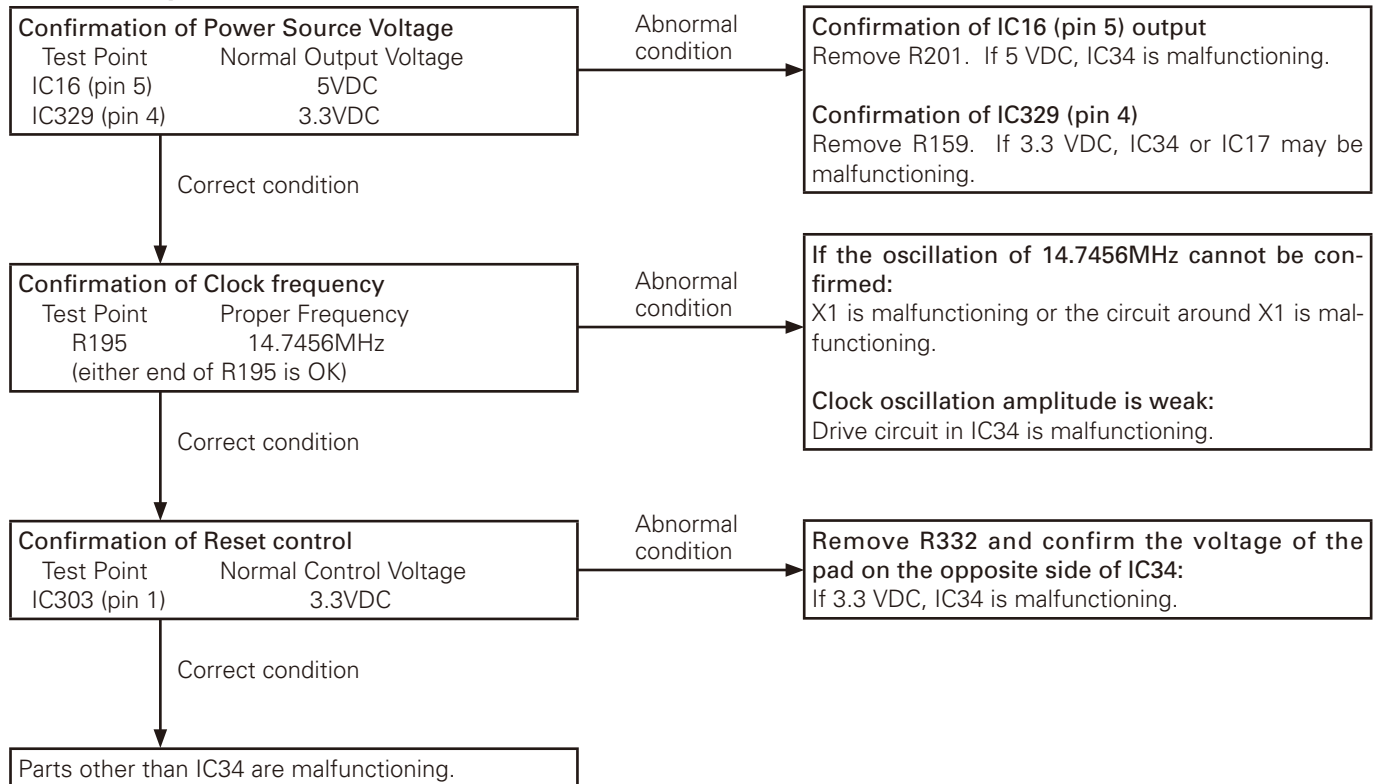 Confirmation of Power Source Voltage
Test Point Normal Output Voltage
IC16 (pin 5) 5VDC
IC329 (pin 4) 3.3VDC
Abnormal
condition
Confirmation of IC16 (pin 5) output
Remove R201. If 5 VDC, IC34 is malfunctioning.
Confirmation of IC329 (pin 4)
Remove R159. If 3.3 VDC, IC34 or IC17 may be
malfunctioning.
Correct condition
Confirmation of Clock frequency
Test Point Proper Frequency
R195 14.7456MHz
(either end of R195 is OK)
Abnormal
condition
If the oscillation of 14.7456MHz cannot be con-
firmed:
X1 is malfunctioning or the circuit around X1 is mal-
functioning.
Clock oscillation amplitude is weak:
Drive circuit in IC34 is malfunctioning.
Correct condition
Confirmation of Reset control
Test Point Normal Control Voltage
IC303 (pin 1) 3.3VDC
Abnormal
condition
Remove R332 and confirm the voltage of the
pad on the opposite side of IC34:
If 3.3 VDC, IC34 is malfunctioning.
Correct condition
Parts other than IC34 are malfunctioning.